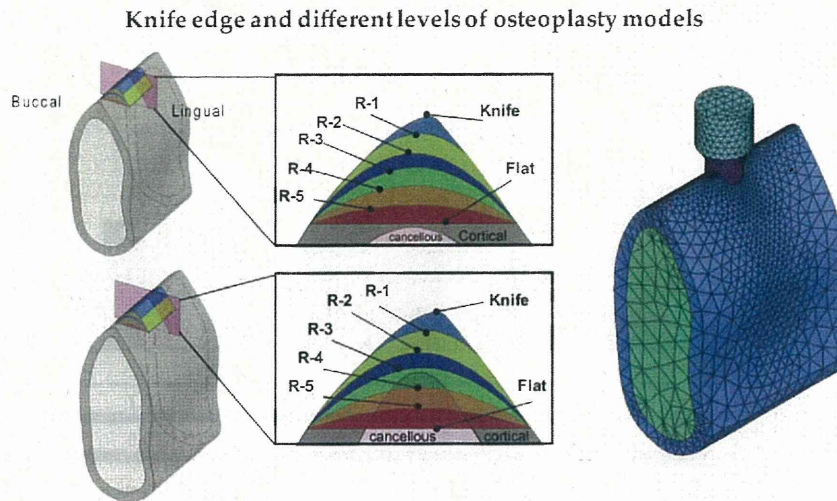 Knife edge and different levels of osteoplasty models
Buccal
Lingual
R-1
R-2
R-3
R-4
R-5
Knife
Flat
cancellous
Cortical
R-1
R-2
R-3
R-4
R-5
Knife
Flat
cancellous
cortical